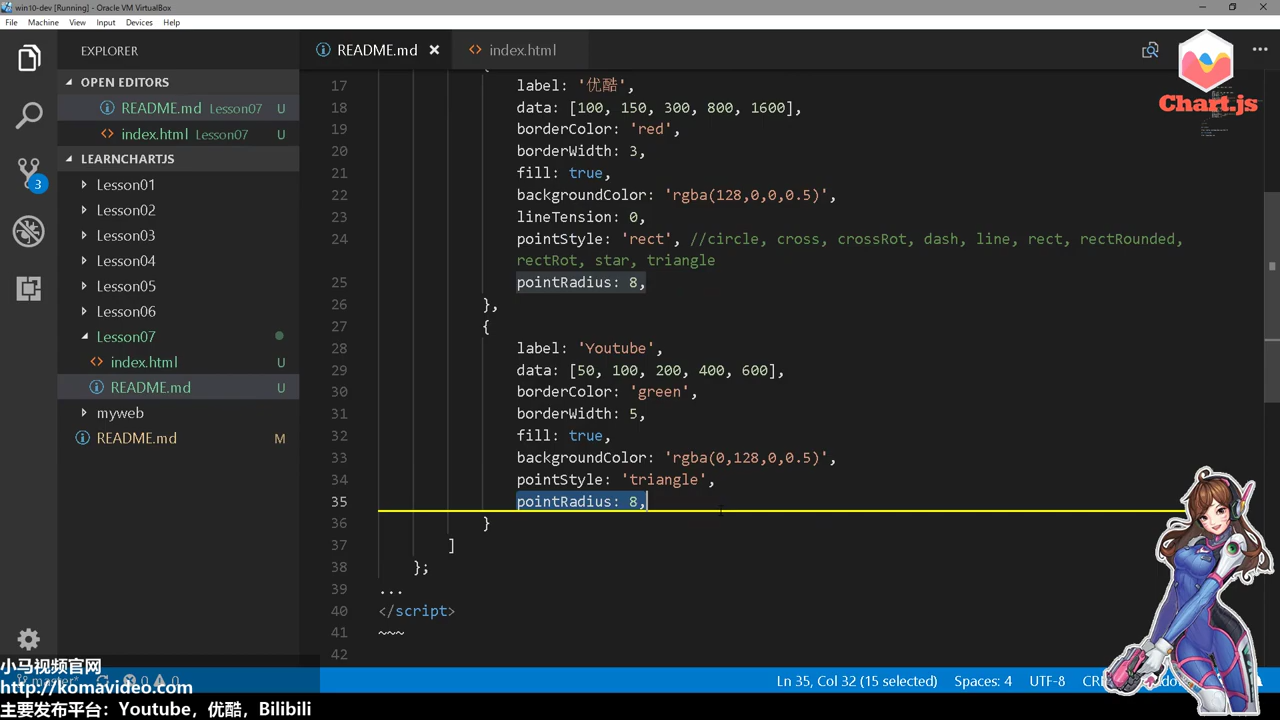 win10-dev [Running] - Oracle VM VirtualBox
File Machine View Input Devices Help
EXPLORER
README.md
index.html
OPEN EDITORS
README.md Lesson07 U
index.html Lesson07 U
LEARNCHARTJS
Lesson01
Lesson02
Lesson03
Lesson04
Lesson05
Lesson06
Lesson07
index.html U
README.md U
myweb
README.md M
3
Chart.js
17 label: '优酷',
18 data: [100, 150, 300, 800, 1600],
19 borderColor: 'red',
20 borderWidth: 3,
21 fill: true,
22 backgroundColor: 'rgba(128,0,0,0.5)',
23 lineTension: 0,
24 pointStyle: 'rect', //circle, cross, crossRot, dash, line, rect, rectRounded,
rectRot, star, triangle
25 pointRadius: 8,
26 },
27 {
28 label: 'Youtube',
29 data: [50, 100, 200, 400, 600],
30 borderColor: 'green',
31 borderWidth: 5,
32 fill: true,
33 backgroundColor: 'rgba(0,128,0,0.5)',
34 pointStyle: 'triangle',
35 pointRadius: 8,
36 }
37 ]
38 };
39 ...
40 </script>
41 ~~~
42
小马视频官网
http://komavideo.com
主要发布平台：Youtube，优酷，Bilibili
master* 0 0
Ln 35, Col 32 (15 selected) Spaces: 4 UTF-8